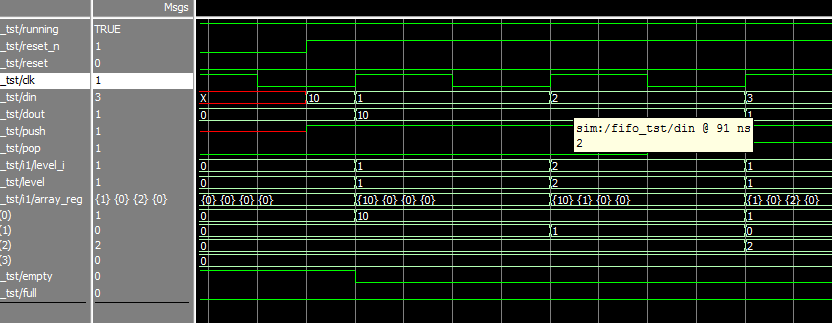 Msgs
_tst/running TRUE
_tst/reset_n 1
_tst/reset 0
_tst/clk 1
_tst/din 3 X 10 1 2 3
_tst/dout 1 0 10 1
_tst/push 1
_tst/pop 1
_tst/i1/level_i 1 0 1 2 1
_tst/level 1 0 1 2 1
_tst/i1/array_reg {1} {0} {2} {0} {0} {0} {0} {0} {10} {0} {0} {0} {10} {1} {0} {0} {1} {0} {2} {0}
(0) 1 0 10 1
(1) 0 0 1 0
(2) 2 0 2
(3) 0 0
_tst/empty 0
_tst/full 0
sim:/fifo_tst/din @ 91 ns
2